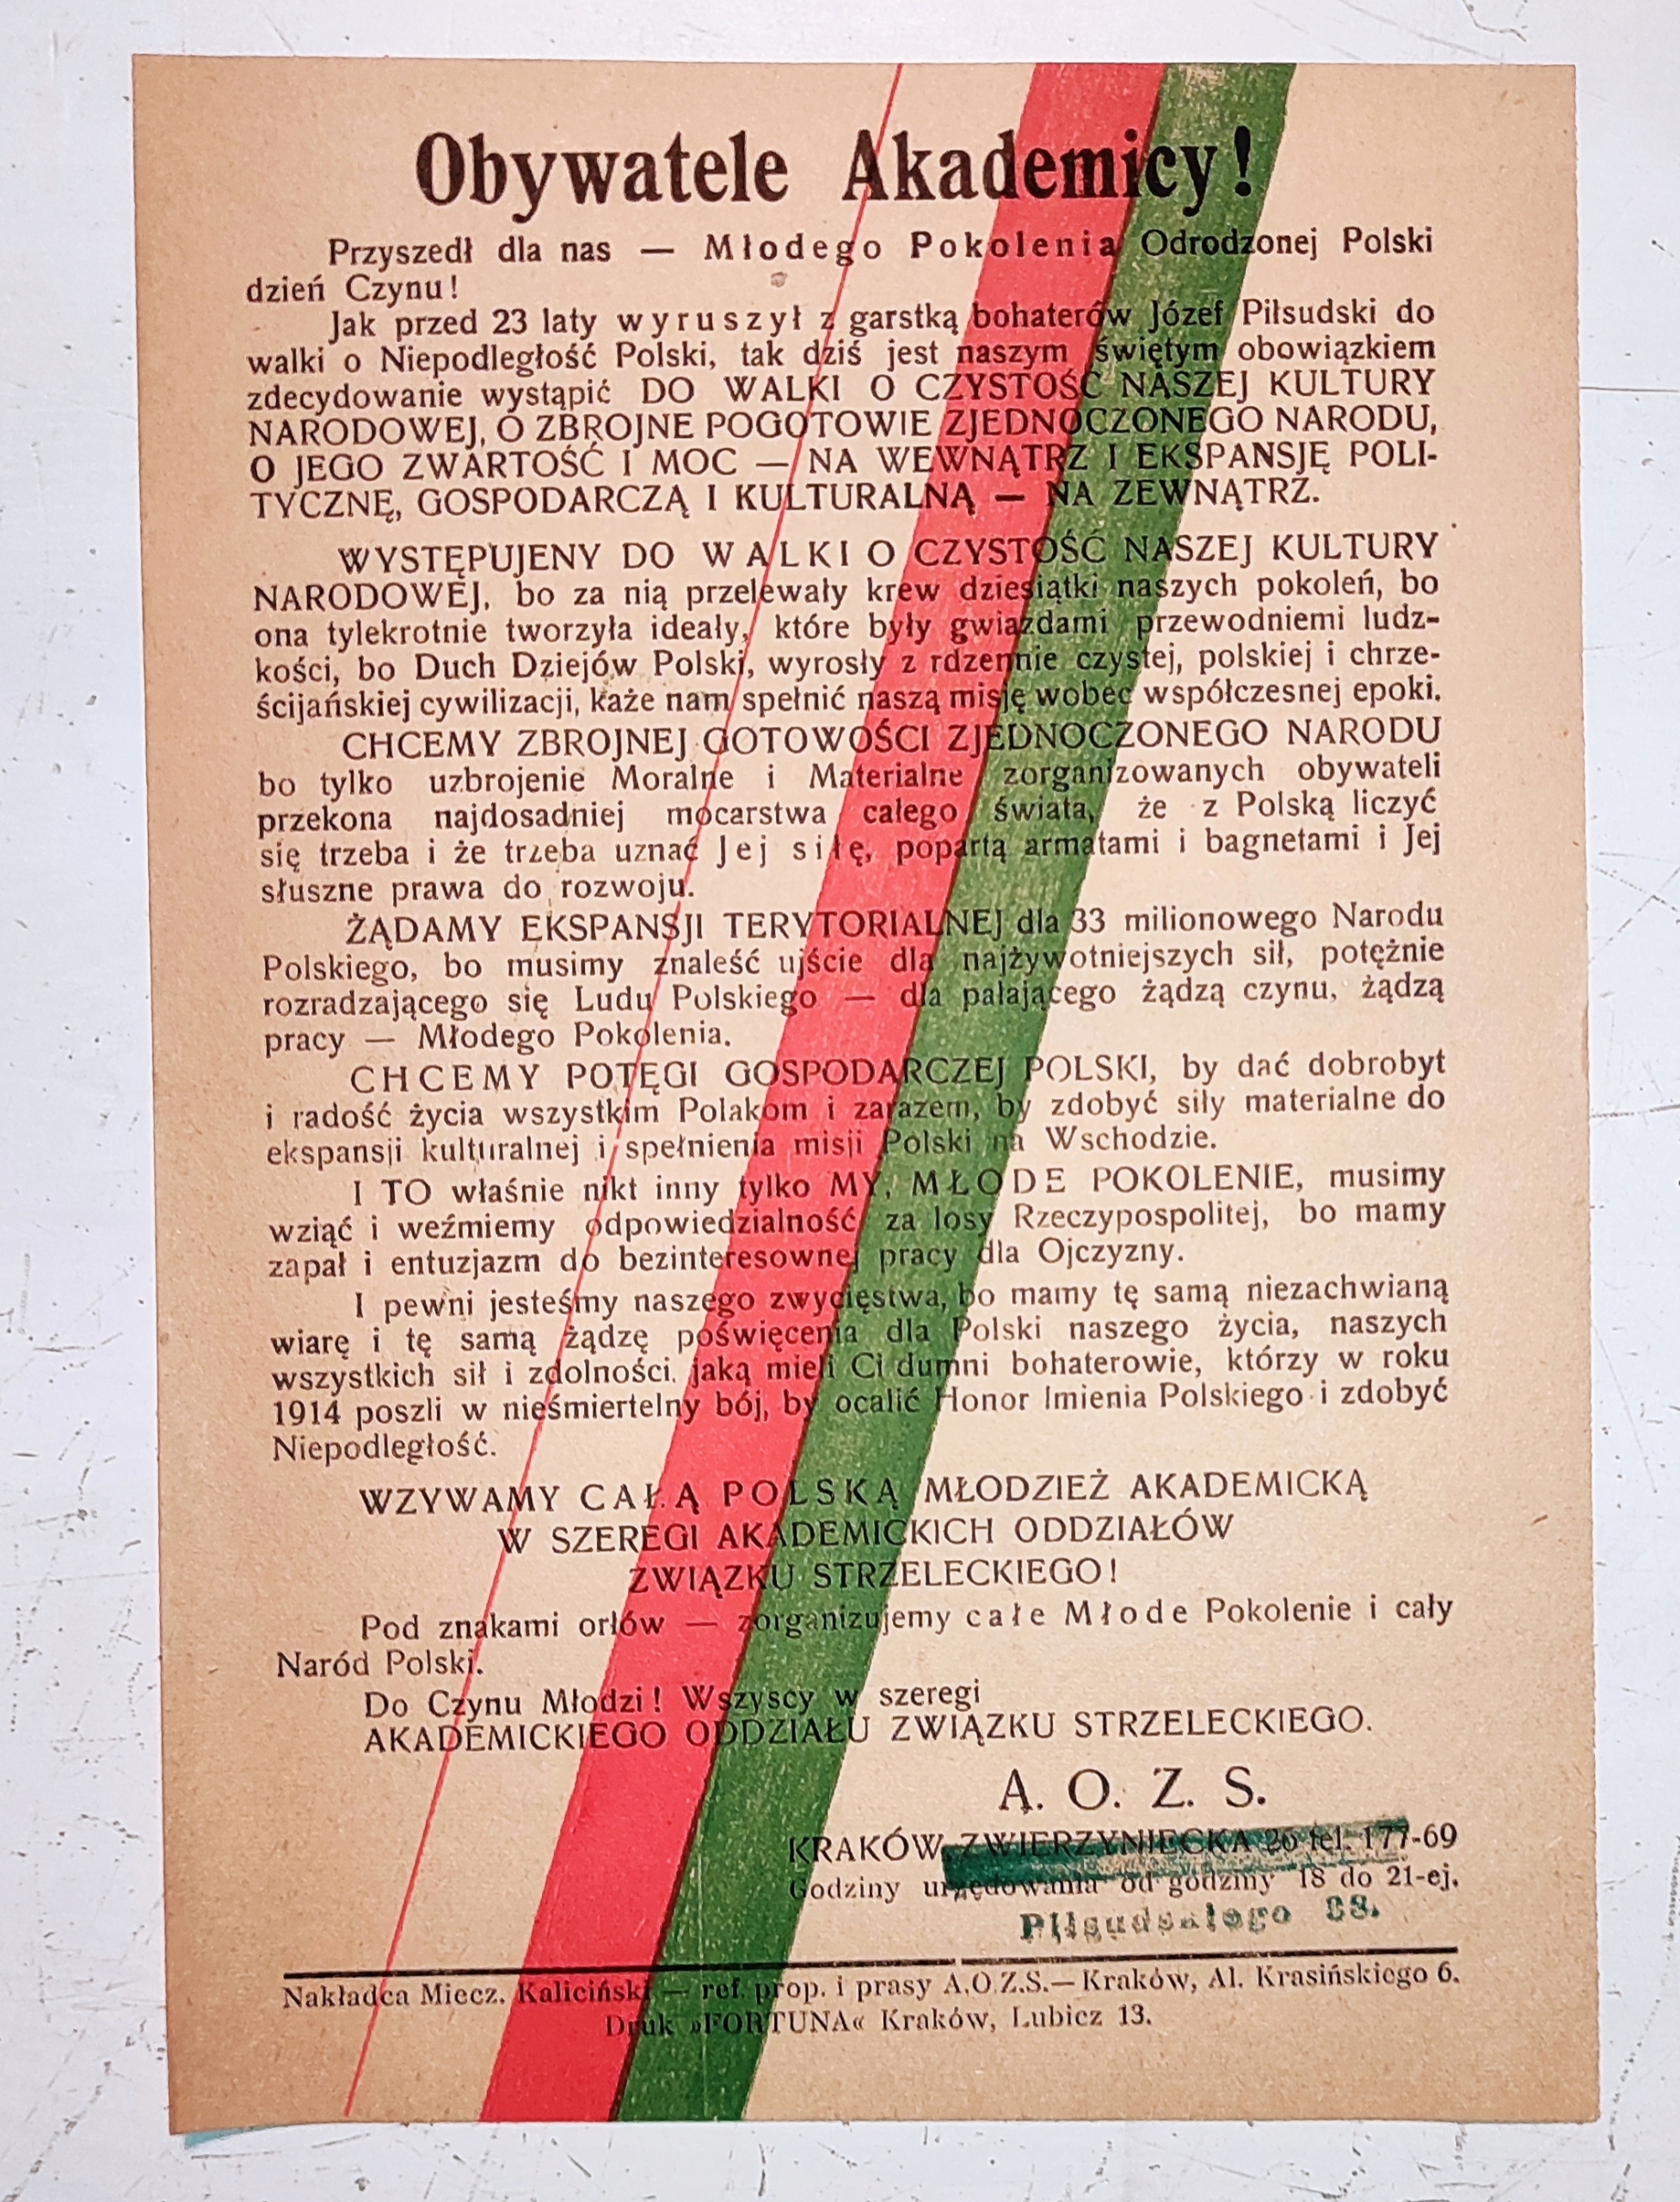 Obywatele Akademicy!
Przyszedł dla nas — Młodego Pokolenia Odrodzonej Polski
dzień Czynu!
Jak przed 23 laty wyruszył z garstką bohaterów Józef Piłsudski do
walki o Niepodległość Polski, tak dziś jest naszym świętym obowiązkiem
zdecydowanie wystąpić DO WALKI O CZYSTOŚĆ NASZEJ KULTURY
NARODOWEJ, O ZBROJNE POGOTOWIE ZJEDNOCZONEGO NARODU,
O JEGO ZWARTOŚĆ I MOC — NA WEWNĄTRZ I EKSPANSJĘ POLI-
TYCZNĘ, GOSPODARCZĄ I KULTURALNĄ — NA ZEWNĄTRZ.
WYSTĘPUJENY DO WALKI O CZYSTOŚĆ NASZEJ KULTURY
NARODOWEJ, bo za nią przelewały krew dziesiątki naszych pokoleń, bo
ona tylekrotnie tworzyła ideały, które były gwiazdami przewodniemi ludz-
kości, bo Duch Dziejów Polski, wyrosły z rdzennie czystej, polskiej i chrze-
ścijańskiej cywilizacji, każe nam spełnić naszą misję wobec współczesnej epoki.
CHCEMY ZBROJNEJ GOTOWOŚCI ZJEDNOCZONEGO NARODU
bo tylko uzbrojenie Moralne i Materialne zorganizowanych obywateli
przekona najdosadniej mocarstwa całego świata, że z Polską liczyć
się trzeba i że trzeba uznać Jej siłę, popartą armatami i bagnetami i Jej
słuszne prawa do rozwoju.
ŻĄDAMY EKSPANSJI TERYTORIALNEJ dla 33 milionowego Narodu
Polskiego, bo musimy znaleść ujście dla najżywotniejszych sił, potężnie
rozradzającego się Ludu Polskiego — dla pałającego żądzą czynu, żądzą
pracy — Młodego Pokolenia.
CHCEMY POTĘGI GOSPODARCZEJ POLSKI, by dać dobrobyt
i radość życia wszystkim Polakom i zarazem, by zdobyć siły materialne do
ekspansji kulturalnej i spełnienia misji Polski na Wschodzie.
I TO właśnie nikt inny tylko MY, MŁODE POKOLENIE, musimy
wziąć i weźmiemy odpowiedzialność za losy Rzeczypospolitej, bo mamy
zapał i entuzjazm do bezinteresownej pracy dla Ojczyzny.
I pewni jesteśmy naszego zwycięstwa, bo mamy tę samą niezachwianą
wiarę i tę samą żądzę poświęcenia dla Polski naszego życia, naszych
wszystkich sił i zdolności, jaką mieli Ci dumni bohaterowie, którzy w roku
1914 poszli w nieśmiertelny bój, by ocalić Honor Imienia Polskiego i zdobyć
Niepodległość.
WZYWAMY CAŁĄ POLSKĄ MŁODZIEŻ AKADEMICKĄ
W SZEREGI AKADEMICKICH ODDZIAŁÓW
ZWIĄZKU STRZELECKIEGO!
Pod znakami orłów — zorganizujemy całe Młode Pokolenie i cały
Naród Polski.
Do Czynu Młodzi! Wszyscy w szeregi
AKADEMICKIEGO ODDZIAŁU ZWIĄZKU STRZELECKIEGO.
A. O. Z. S.
KRAKÓW, ZWIERZYNIECKA 26 tel. 177-69
Godziny urzędowania od godziny 18 do 21-ej.
Piłsudskiego
Nakładca Miecz. Kaliciński — ref. prop. i prasy A.O.Z.S.— Kraków, Al. Krasińskiego 6.
Druk »FORTUNA« Kraków, Lubicz 13.